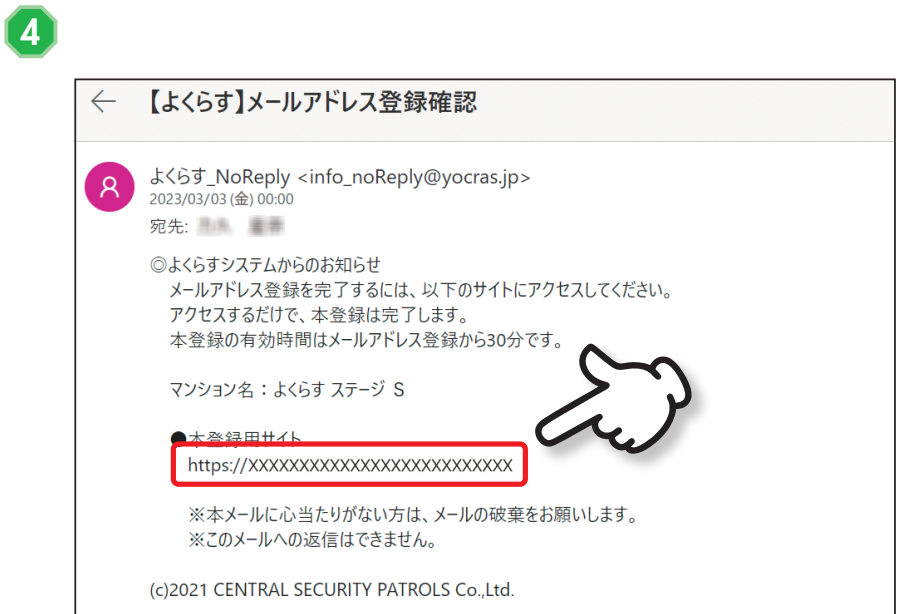 4
【よくらす】メールアドレス登録確認
よくらす_NoReply <info_noReply@yocras.jp>
2023/03/03 (金) 00:00
宛先:
◎よくらすシステムからのお知らせ
メールアドレス登録を完了するには、以下のサイトにアクセスしてください。
アクセスするだけで、本登録は完了します。
本登録の有効時間はメールアドレス登録から30分です。
マンション名：よくらす ステージ S
●本登録用サイト
https://XXXXXXXXXXXXXXXXXXXXXXXXXX
※本メールに心当たりがない方は、メールの破棄をお願いします。
※このメールへの返信はできません。
(c)2021 CENTRAL SECURITY PATROLS Co.,Ltd.